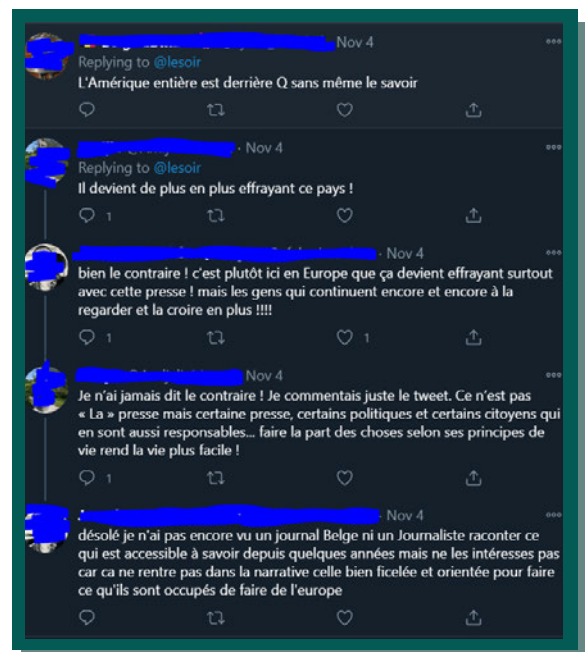 · Nov 4
Replying to @lesoir
L'Amérique entière est derrière Q sans même le savoir
· Nov 4
Replying to @lesoir
Il devient de plus en plus effrayant ce pays !
1
· Nov 4
bien le contraire ! c'est plutôt ici en Europe que ça devient effrayant surtout
avec cette presse ! mais les gens qui continuent encore et encore à la
regarder et la croire en plus !!!!
1 1
Nov 4
Je n'ai jamais dit le contraire ! Je commentais juste le tweet. Ce n'est pas
« La » presse mais certaine presse, certains politiques et certains citoyens qui
en sont aussi responsables... faire la part des choses selon ses principes de
vie rend la vie plus facile !
1
· Nov 4
désolé je n'ai pas encore vu un journal Belge ni un Journaliste raconter ce
qui est accessible à savoir depuis quelques années mais ne les intéresses pas
car ca ne rentre pas dans la narrative celle bien ficelée et orientée pour faire
ce qu'ils sont occupés de faire de l'europe